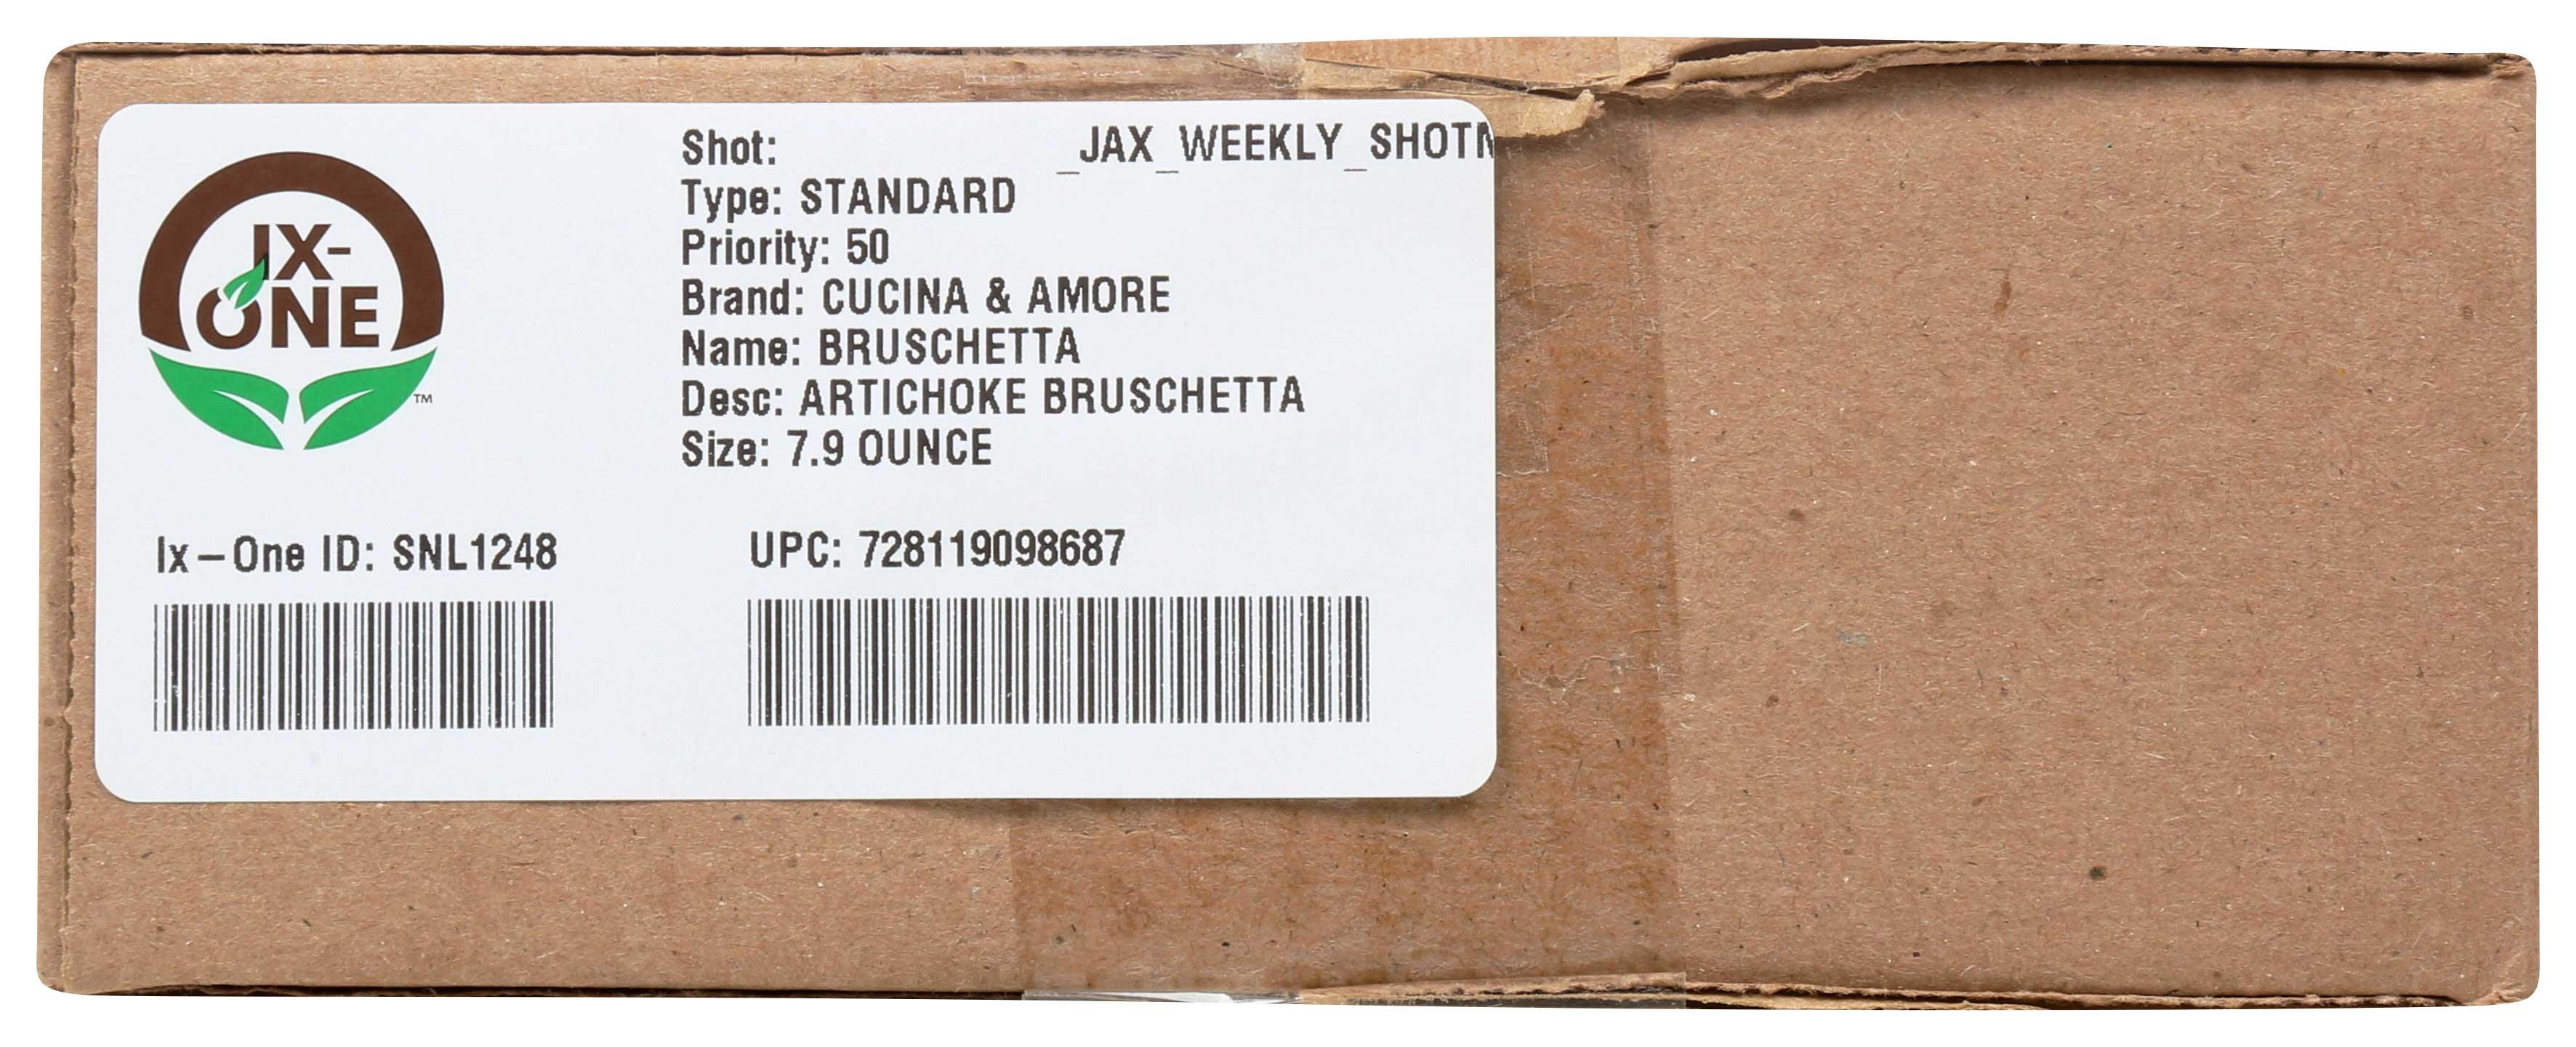 IX-
ONE
TM
Shot: _JAX_WEEKLY_SHOT
Type: STANDARD
Priority: 50
Brand: CUCINA & AMORE
Name: BRUSCHETTA
Desc: ARTICHOKE BRUSCHETTA
Size: 7.9 OUNCE
Ix-One ID: SNL1248
UPC: 728119098687